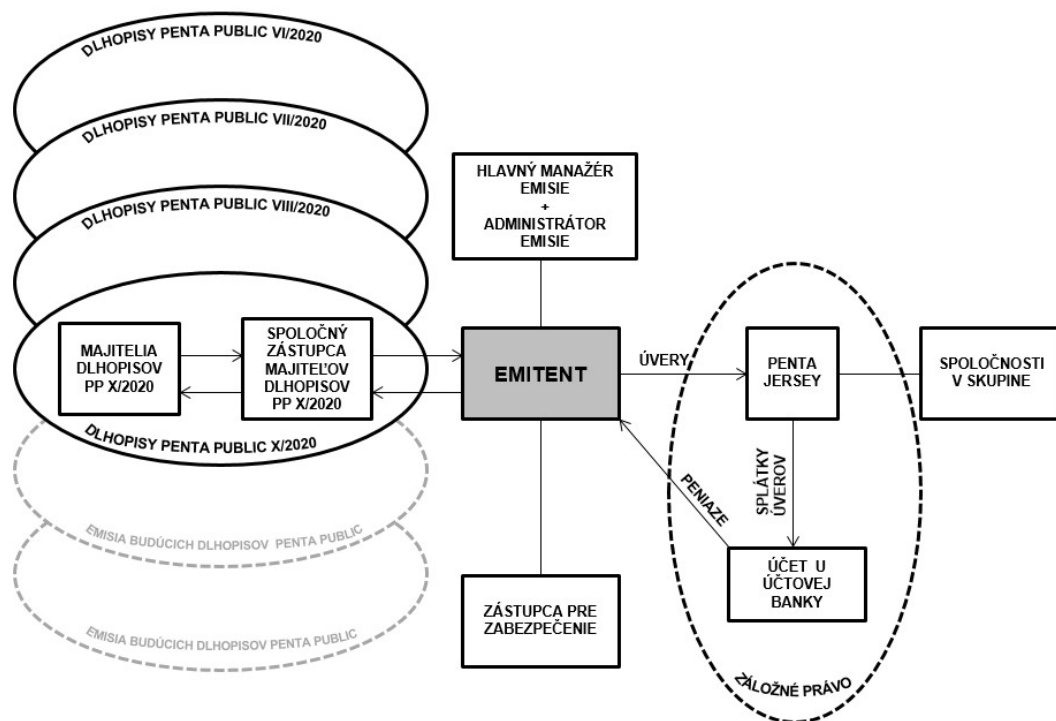 DLHOPISY PENTA PUBLIC VI/2020
DLHOPISY PENTA PUBLIC VII/2020
DLHOPISY PENTA PUBLIC VIII/2020
MAJITELIA
DLHOPISOV
PP X/2020
SPOLOČNÝ
ZÁSTUPCA
MAJITEĽOV
DLHOPISOV
PP X/2020
DLHOPISY PENTA PUBLIC X/2020
EMISIA BUDÚCICH DLHOPISOV PENTA PUBLIC
EMISIA BUDÚCICH DLHOPISOV PENTA PUBLIC
HLAVNÝ MANAŽÉR
EMISIE
+
ADMINISTRÁTOR
EMISIE
EMITENT
ZÁSTUPCA PRE
ZABEZPEČENIE
ÚVERY
PENTA
JERSEY
SPOLOČNOSTI
V SKUPINE
PENIAZE
SPLÁTKY
ÚVEROV
ÚČET U
ÚČTOVEJ
BANKY
ZÁLOŽNÉ PRÁVO